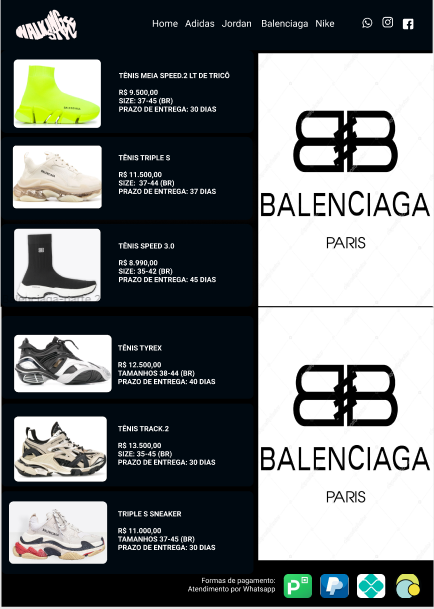 Home Adidas Jordan Balenciaga Nike
TÊNIS MEIA SPEED.2 LT DE TRICÔ
R$ 9.500,00
SIZE: 37-45 (BR)
PRAZO DE ENTREGA: 30 DIAS
TÊNIS TRIPLE S
R$ 11.500,00
SIZE: 37-44 (BR)
PRAZO DE ENTREGA: 37 DIAS
TÊNIS SPEED 3.0
R$ 8.990,00
SIZE: 35-42 (BR)
PRAZO DE ENTREGA: 45 DIAS
BALENCIAGA
PARIS
TÊNIS TYREX
R$ 12.500,00
TAMANHOS 38-44 (BR)
PRAZO DE ENTREGA: 40 DIAS
TÊNIS TRACK.2
R$ 13.500,00
SIZE: 35-45 (BR)
PRAZO DE ENTREGA: 30 DIAS
TRIPLE S SNEAKER
R$ 11.000,00
TAMANHOS 37-45 (BR)
PRAZO DE ENTREGA: 30 DIAS
BALENCIAGA
PARIS
Formas de pagamento:
Atendimento por Whatsapp